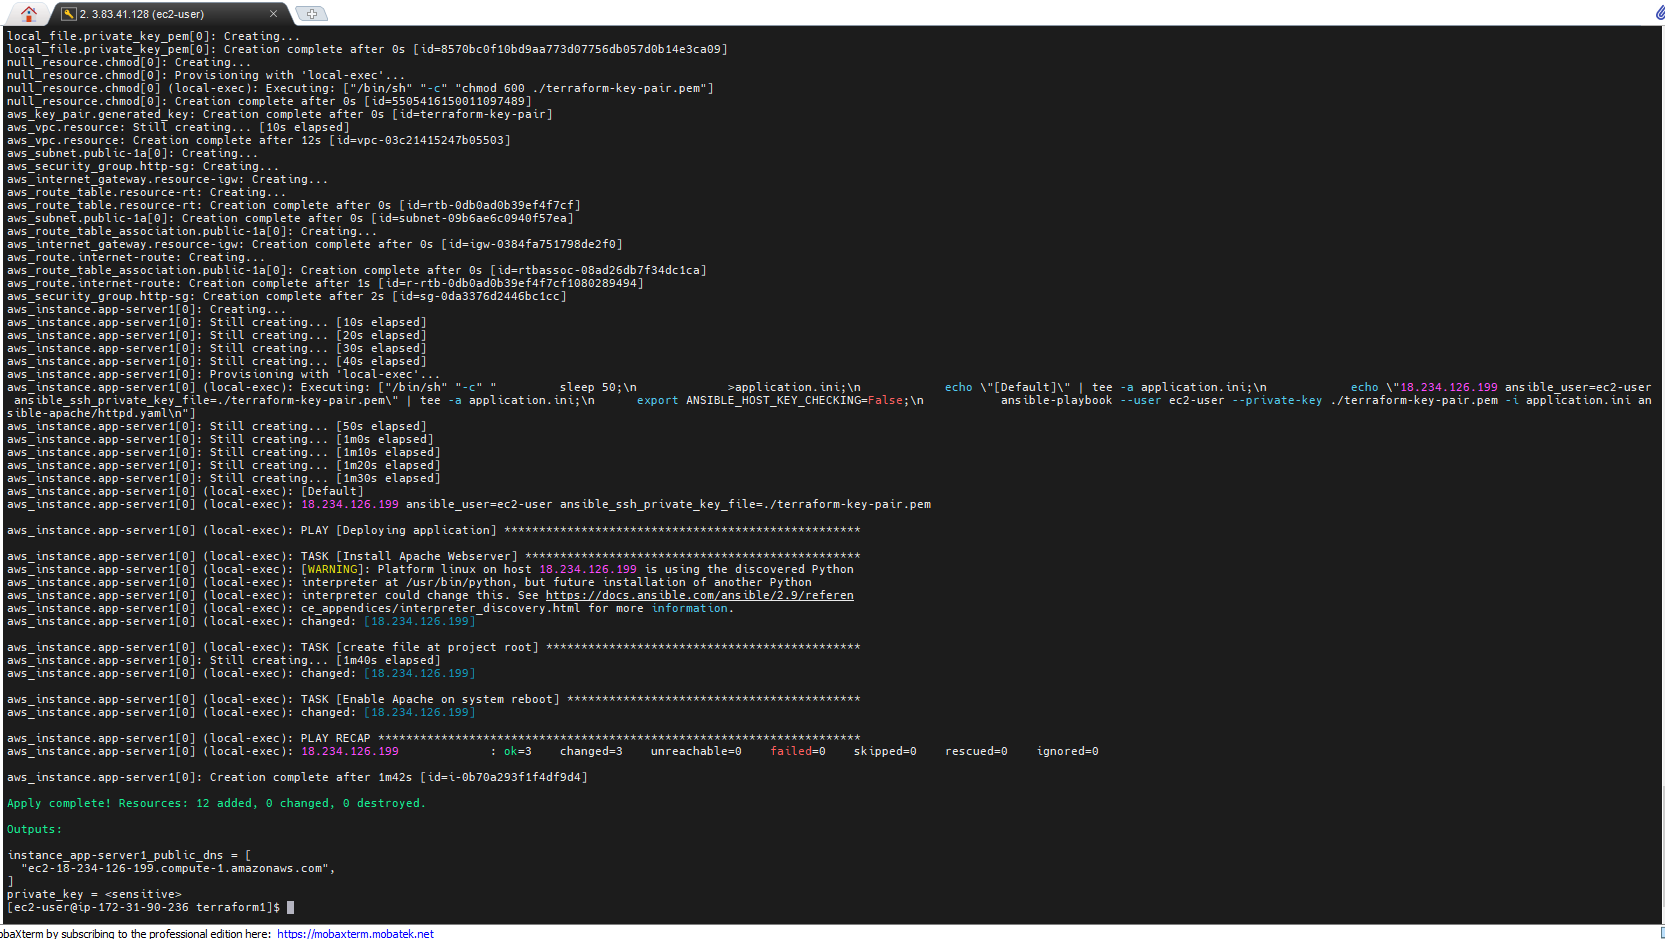 2. 3.83.41.128 (ec2-user)
local_file.private_key_pem[0]: Creating...
local_file.private_key_pem[0]: Creation complete after 0s [id=8570bc0f10bd9aa773d07756db057d0b14e3ca09]
null_resource.chmod[0]: Creating...
null_resource.chmod[0]: Provisioning with 'local-exec'...
null_resource.chmod[0] (local-exec): Executing: ["/bin/sh" "-c" "chmod 600 ./terraform-key-pair.pem"]
null_resource.chmod[0]: Creation complete after 0s [id=5505416150011097489]
aws_key_pair.generated_key: Creation complete after 0s [id=terraform-key-pair]
aws_vpc.resource: Still creating... [10s elapsed]
aws_vpc.resource: Creation complete after 12s [id=vpc-03c21415247b05503]
aws_subnet.public-1a[0]: Creating...
aws_security_group.http-sg: Creating...
aws_internet_gateway.resource-igw: Creating...
aws_route_table.resource-rt: Creating...
aws_route_table.resource-rt: Creation complete after 0s [id=rtb-0db0ad0b39ef4f7cf]
aws_subnet.public-1a[0]: Creation complete after 0s [id=subnet-09b6ae6c0940f57ea]
aws_route_table_association.public-1a[0]: Creating...
aws_internet_gateway.resource-igw: Creation complete after 0s [id=igw-0384fa751798de2f0]
aws_route.internet-route: Creating...
aws_route_table_association.public-1a[0]: Creation complete after 0s [id=rtbassoc-08ad26db7f34dc1ca]
aws_route.internet-route: Creation complete after 1s [id=r-rtb-0db0ad0b39ef4f7cf1080289494]
aws_security_group.http-sg: Creation complete after 2s [id=sg-0da3376d2446bc1cc]
aws_instance.app-server1[0]: Creating...
aws_instance.app-server1[0]: Still creating... [10s elapsed]
aws_instance.app-server1[0]: Still creating... [20s elapsed]
aws_instance.app-server1[0]: Still creating... [30s elapsed]
aws_instance.app-server1[0]: Still creating... [40s elapsed]
aws_instance.app-server1[0]: Provisioning with 'local-exec'...
aws_instance.app-server1[0] (local-exec): Executing: ["/bin/sh" "-c" "         sleep 50;\n             >application.ini;\n            echo \"[Default]\" | tee -a application.ini;\n            echo \"18.234.126.199 ansible_user=ec2-user
 ansible_ssh_private_key_file=./terraform-key-pair.pem\" | tee -a application.ini;\n      export ANSIBLE_HOST_KEY_CHECKING=False;\n           ansible-playbook --user ec2-user --private-key ./terraform-key-pair.pem -i application.ini an
sible-apache/httpd.yaml\n"]
aws_instance.app-server1[0]: Still creating... [50s elapsed]
aws_instance.app-server1[0]: Still creating... [1m0s elapsed]
aws_instance.app-server1[0]: Still creating... [1m10s elapsed]
aws_instance.app-server1[0]: Still creating... [1m20s elapsed]
aws_instance.app-server1[0]: Still creating... [1m30s elapsed]
aws_instance.app-server1[0] (local-exec): [Default]
aws_instance.app-server1[0] (local-exec): 18.234.126.199 ansible_user=ec2-user ansible_ssh_private_key_file=./terraform-key-pair.pem
aws_instance.app-server1[0] (local-exec): PLAY [Deploying application] ***************************************************
aws_instance.app-server1[0] (local-exec): TASK [Install Apache Webserver] ************************************************
aws_instance.app-server1[0] (local-exec): [WARNING]: Platform linux on host 18.234.126.199 is using the discovered Python
aws_instance.app-server1[0] (local-exec): interpreter at /usr/bin/python, but future installation of another Python
aws_instance.app-server1[0] (local-exec): interpreter could change this. See https://docs.ansible.com/ansible/2.9/referen
aws_instance.app-server1[0] (local-exec): ce_appendices/interpreter_discovery.html for more information.
aws_instance.app-server1[0] (local-exec): changed: [18.234.126.199]
aws_instance.app-server1[0] (local-exec): TASK [create file at project root] *********************************************
aws_instance.app-server1[0]: Still creating... [1m40s elapsed]
aws_instance.app-server1[0] (local-exec): changed: [18.234.126.199]
aws_instance.app-server1[0] (local-exec): TASK [Enable Apache on system reboot] ******************************************
aws_instance.app-server1[0] (local-exec): changed: [18.234.126.199]
aws_instance.app-server1[0] (local-exec): PLAY RECAP *********************************************************************
aws_instance.app-server1[0] (local-exec): 18.234.126.199             : ok=3    changed=3    unreachable=0    failed=0    skipped=0    rescued=0    ignored=0
aws_instance.app-server1[0]: Creation complete after 1m42s [id=i-0b70a293f1f4df9d4]
Apply complete! Resources: 12 added, 0 changed, 0 destroyed.
Outputs:
instance_app-server1_public_dns = [
  "ec2-18-234-126-199.compute-1.amazonaws.com",
]
private_key = <sensitive>
[ec2-user@ip-172-31-90-236 terraform1]$
obaXterm by subscribing to the professional edition here: https://mobaxterm.mobatek.net